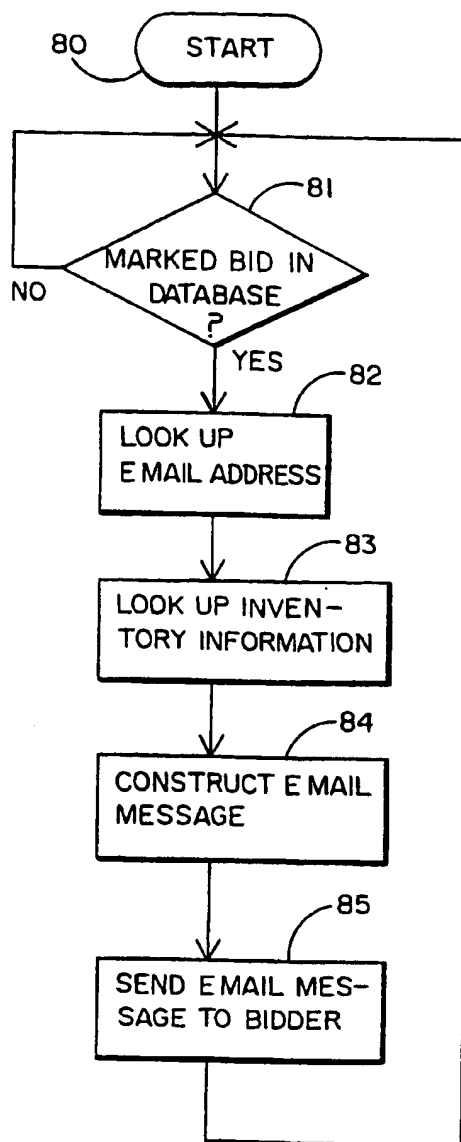 80
START
81
MARKED BID IN
DATABASE
?
NO
YES
82
LOOK UP
E MAIL ADDRESS
83
LOOK UP INVEN-
TORY INFORMATION
84
CONSTRUCT E MAIL
MESSAGE
85
SEND E MAIL MES-
SAGE TO BIDDER